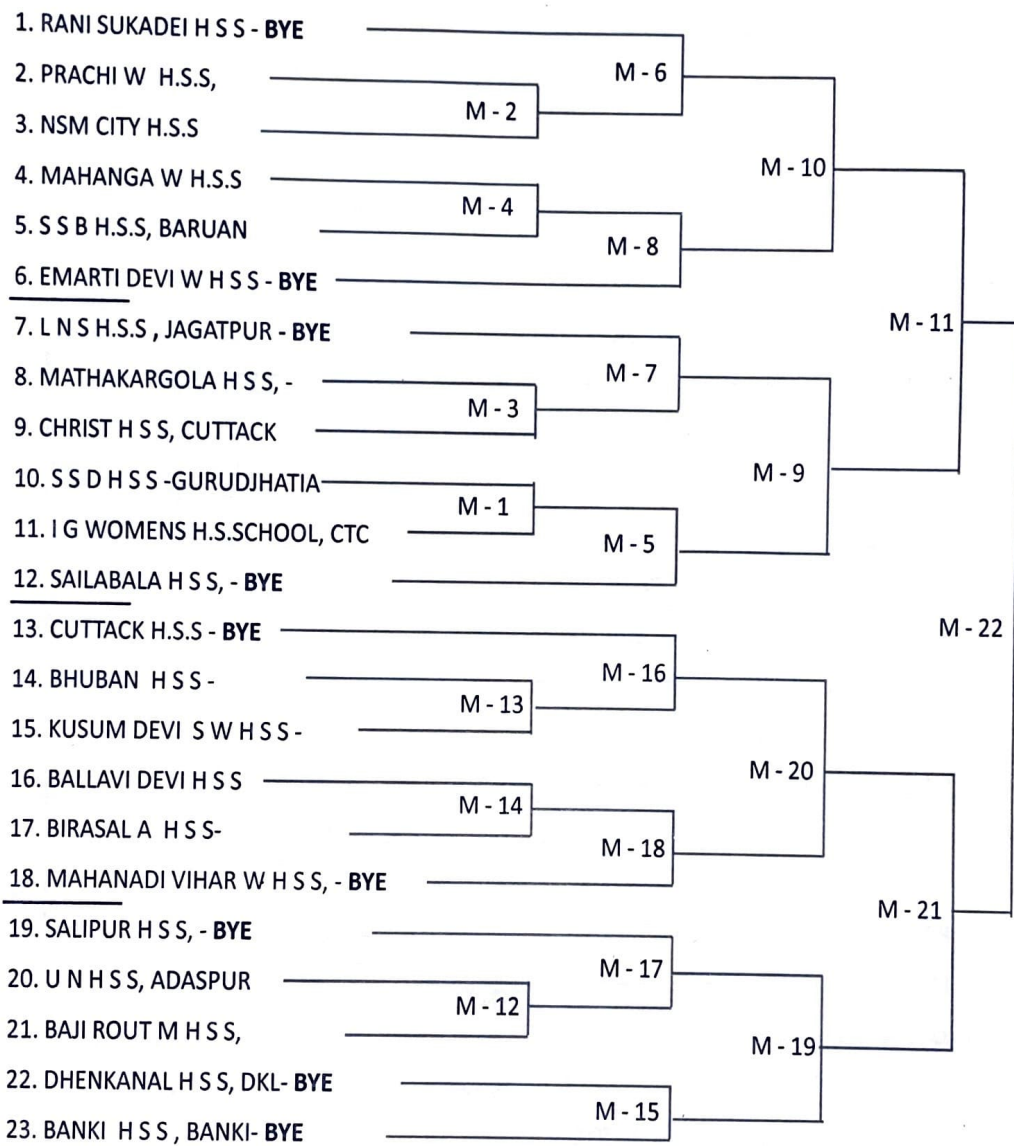 1. RANI SUKADEI H S S - BYE
M - 6
2. PRACHI W H.S.S,
M - 2
3. NSM CITY H.S.S
M - 10
4. MAHANGA W H.S.S
M - 4
5. S S B H.S.S, BARUAN
M - 8
6. EMARTI DEVI W H S S - BYE
M - 11
7. L N S H.S.S , JAGATPUR - BYE
M - 7
8. MATHAKARGOLA H S S, -
M - 3
9. CHRIST H S S, CUTTACK
M - 9
10. S S D H S S -GURUDJHATIA
M - 1
11. I G WOMENS H.S.SCHOOL, CTC
M - 5
12. SAILABALA H S S, - BYE
M - 22
13. CUTTACK H.S.S - BYE
M - 16
14. BHUBAN H S S -
M - 13
15. KUSUM DEVI S W H S S -
M - 20
16. BALLAVI DEVI H S S
M - 14
17. BIRASAL A H S S-
M - 18
18. MAHANADI VIHAR W H S S, - BYE
M - 21
19. SALIPUR H S S, - BYE
M - 17
20. U N H S S, ADASPUR
M - 12
21. BAJI ROUT M H S S,
M - 19
22. DHENKANAL H S S, DKL- BYE
M - 15
23. BANKI H S S , BANKI- BYE